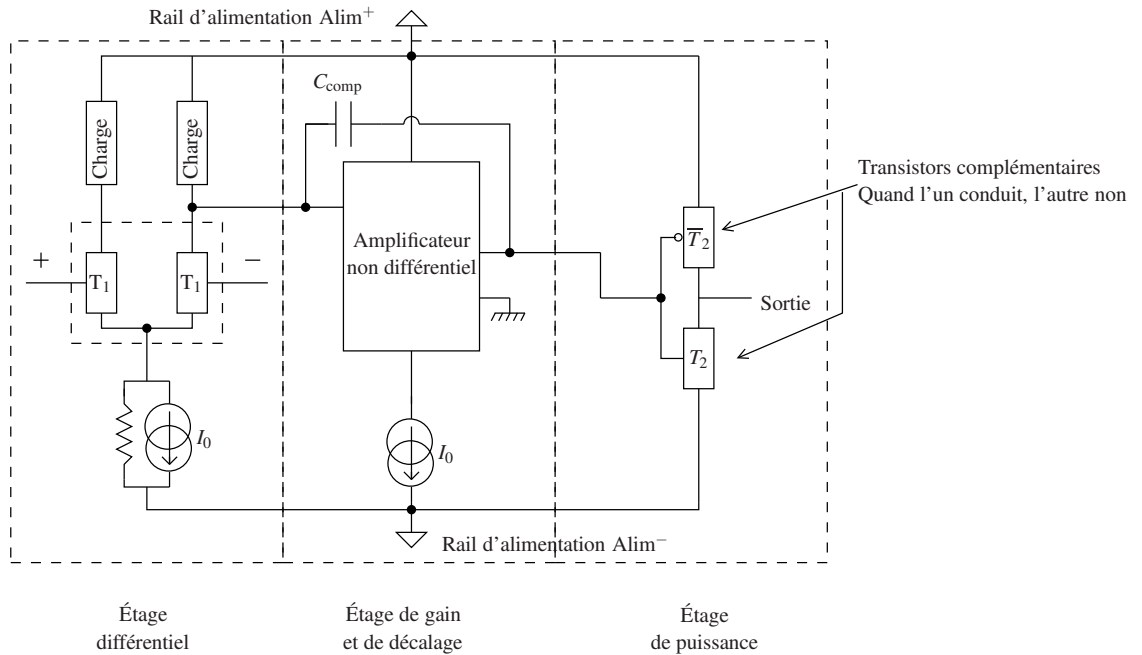 Rail d'alimentation Alim⁺
C_comp
Charge
Charge
Transistors complémentaires
Quand l'un conduit, l'autre non
Amplificateur
non différentiel
T̅₂
+
−
T₁
T₁
Sortie
T₂
I₀
I₀
Rail d'alimentation Alim⁻
Étage
différentiel
Étage de gain
et de décalage
Étage
de puissance